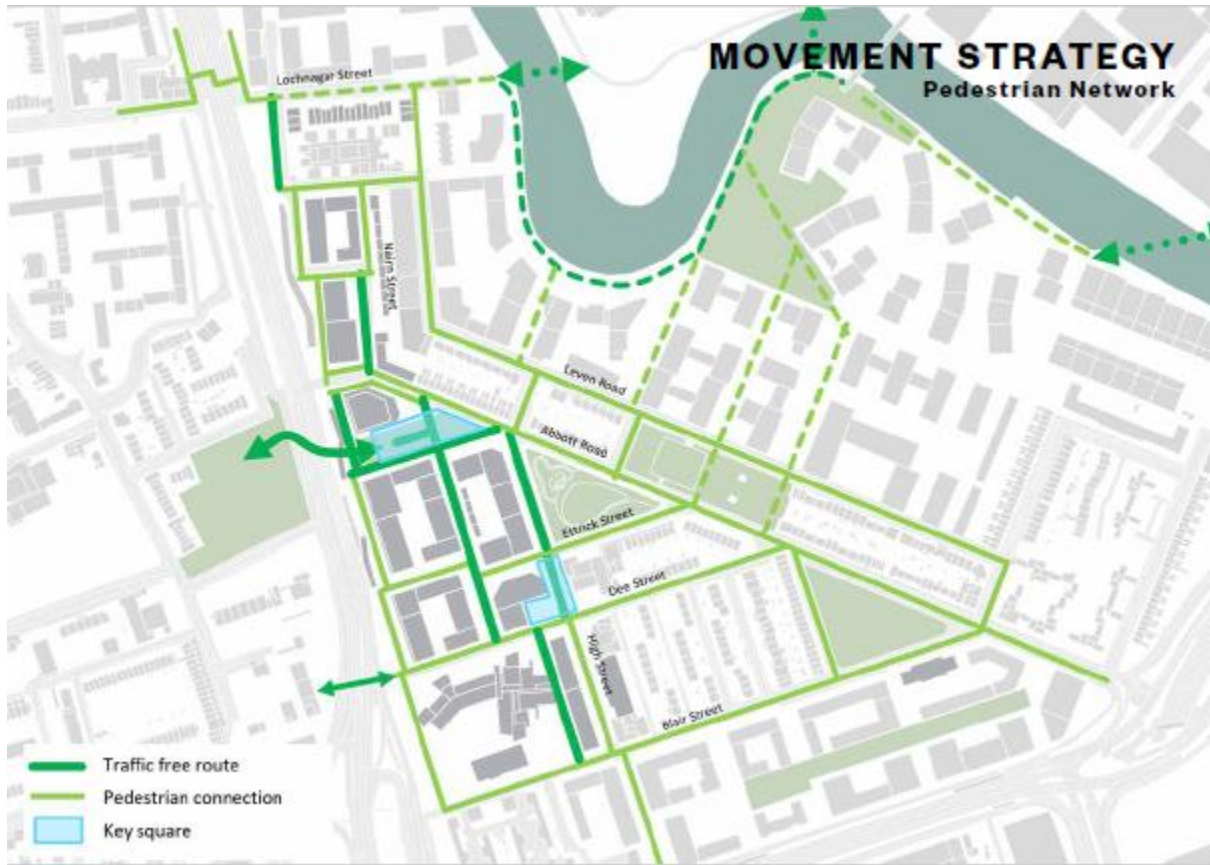 MOVEMENT STRATEGY
Pedestrian Network
Lochnagar Street
Nairn Street
Leven Road
Abbott Road
Ettrick Street
Dee Street
High Street
Blair Street
Traffic free route
Pedestrian connection
Key square